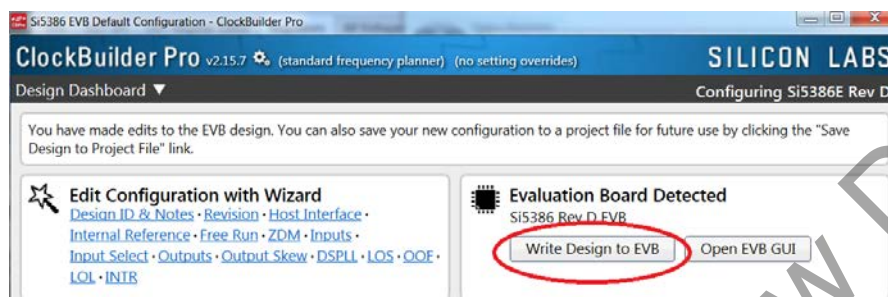 Si5386 EVB Default Configuration - ClockBuilder Pro
ClockBuilder Pro v2.15.7 (standard frequency planner) (no setting overrides) SILICON LABS
Design Dashboard ▼ Configuring Si5386E Rev D
You have made edits to the EVB design. You can also save your new configuration to a project file for future use by clicking the "Save
Design to Project File" link.
Edit Configuration with Wizard
Design ID & Notes · Revision · Host Interface ·
Internal Reference · Free Run · ZDM · Inputs ·
Input Select · Outputs · Output Skew · DSPLL · LOS · OOF ·
LOL · INTR
Evaluation Board Detected
Si5386 Rev D EVB
Write Design to EVB Open EVB GUI